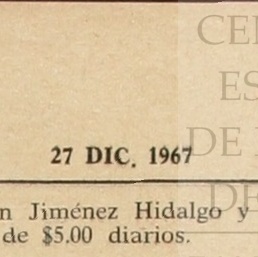 CE
ES
27 DIC. 1967
DE
DE
n Jiménez Hidalgo y
de $5.00 diarios.